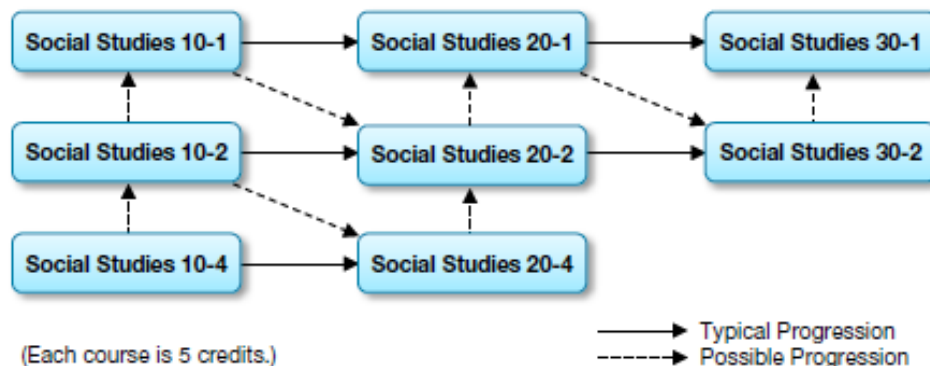 Social Studies 10-1
Social Studies 20-1
Social Studies 30-1
Social Studies 10-2
Social Studies 20-2
Social Studies 30-2
Social Studies 10-4
Social Studies 20-4
(Each course is 5 credits.)
Typical Progression
Possible Progression